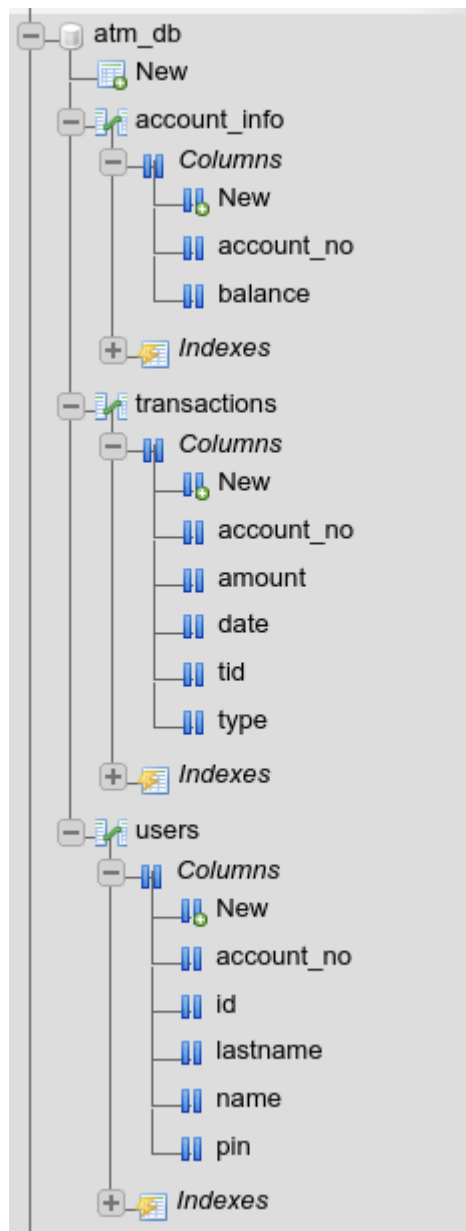 atm_db
New
account_info
Columns
New
account_no
balance
Indexes
transactions
Columns
New
account_no
amount
date
tid
type
Indexes
users
Columns
New
account_no
id
lastname
name
pin
Indexes